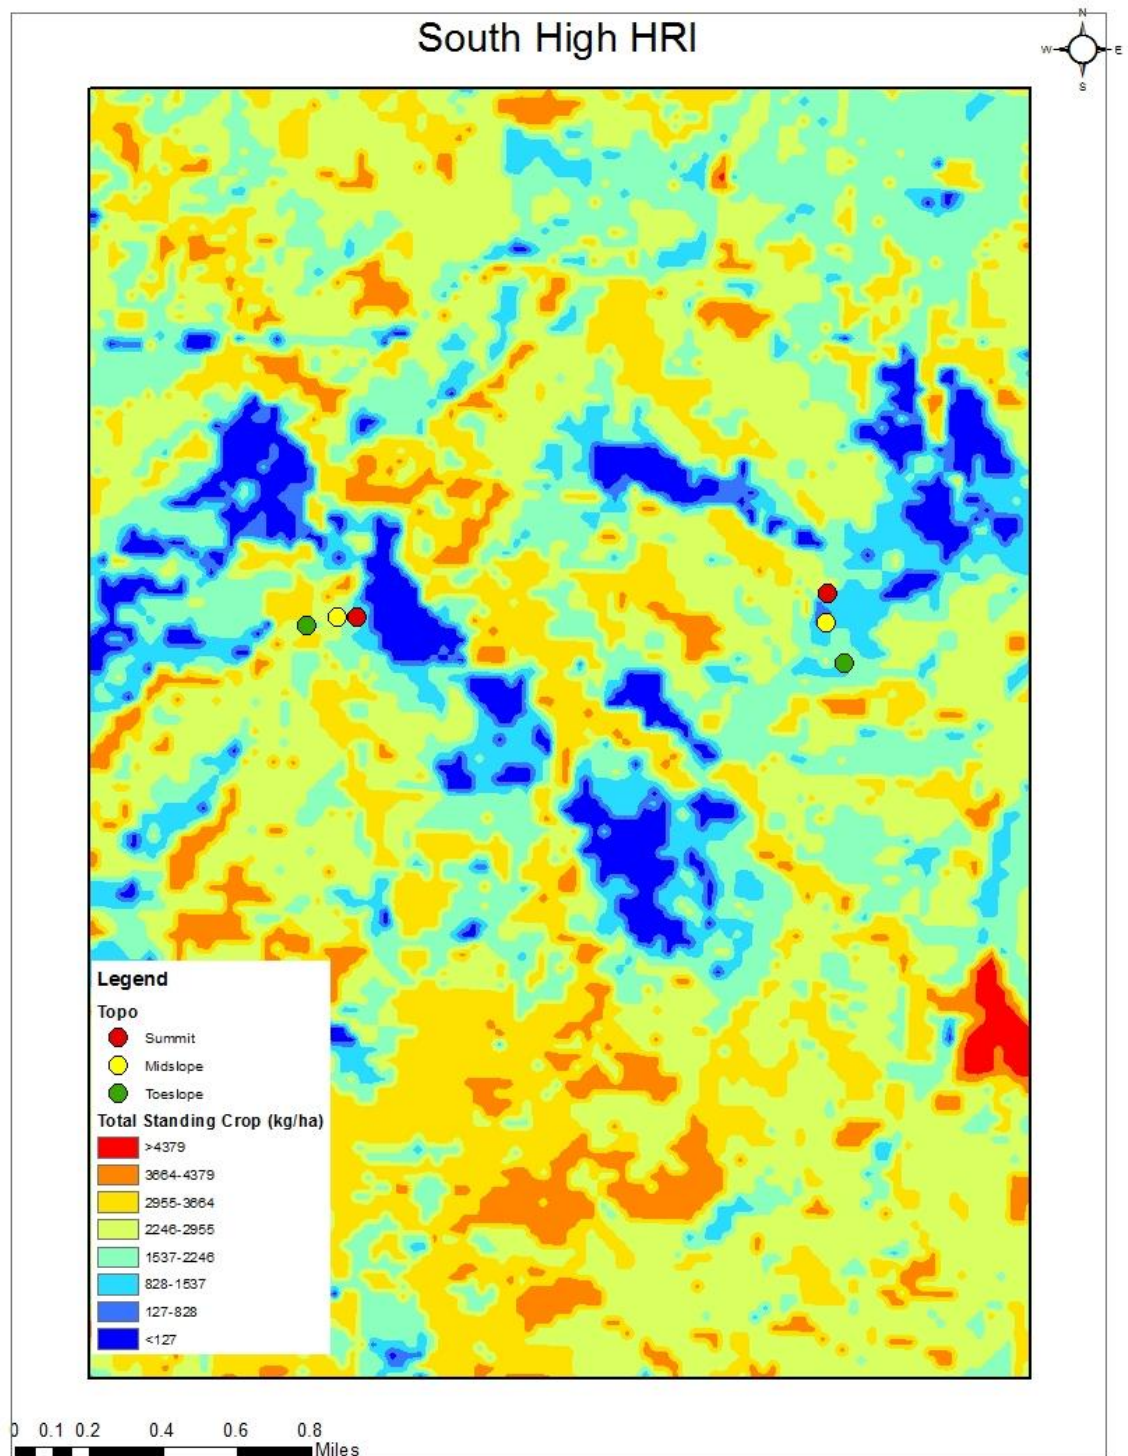 South High HRI
N
W E
S
Legend
Topo
Summit
Midslope
Toeslope
Total Standing Crop (kg/ha)
>4379
3664-4379
2955-3664
2246-2955
1537-2246
828-1537
127-828
<127
0 0.1 0.2 0.4 0.6 0.8
Miles